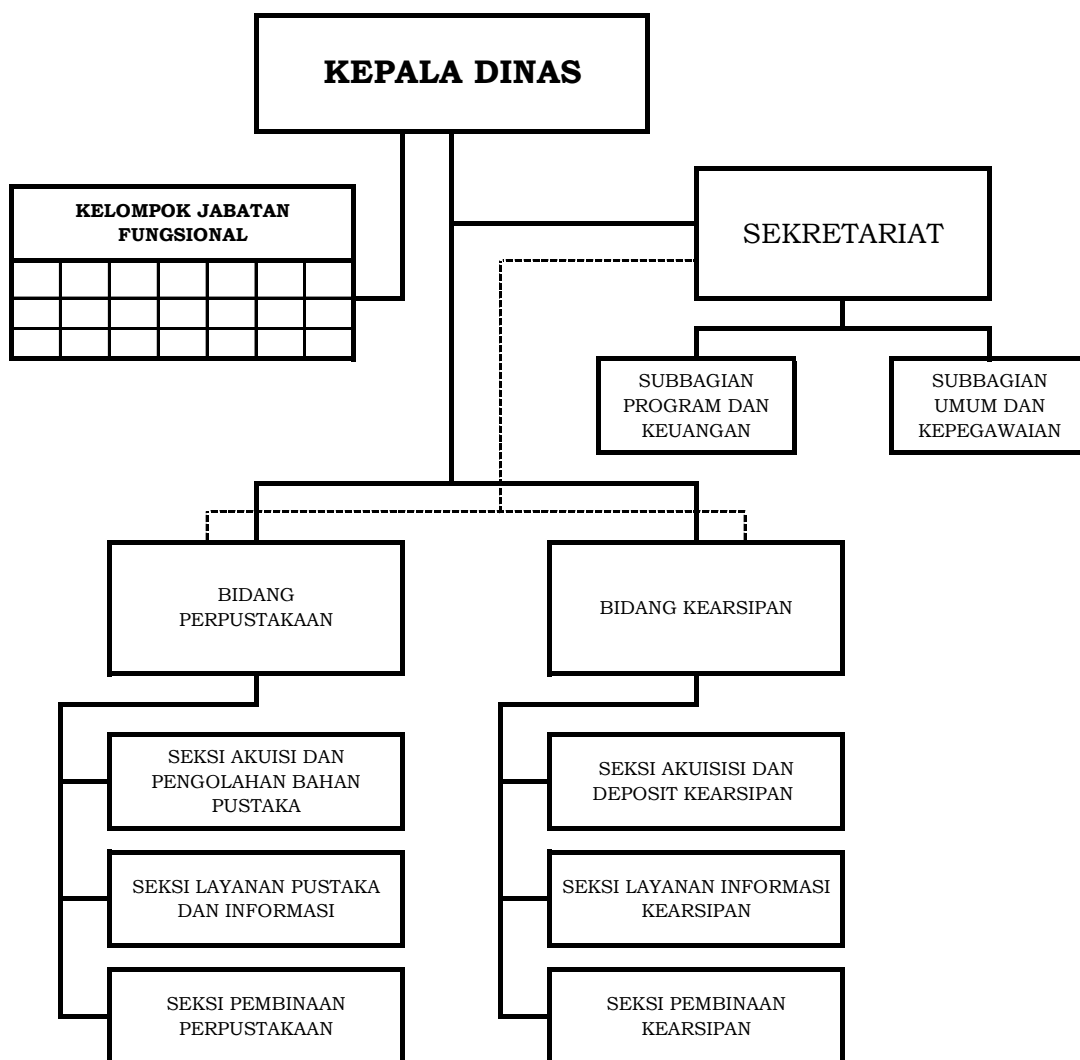 KEPALA DINAS
KELOMPOK JABATAN
FUNGSIONAL
SEKRETARIAT
SUBBAGIAN
PROGRAM DAN
KEUANGAN
SUBBAGIAN
UMUM DAN
KEPEGAWAIAN
BIDANG
PERPUSTAKAAN
BIDANG KEARSIPAN
SEKSI AKUISI DAN
PENGOLAHAN BAHAN
PUSTAKA
SEKSI AKUISISI DAN
DEPOSIT KEARSIPAN
SEKSI LAYANAN PUSTAKA
DAN INFORMASI
SEKSI LAYANAN INFORMASI
KEARSIPAN
SEKSI PEMBINAAN
PERPUSTAKAAN
SEKSI PEMBINAAN
KEARSIPAN